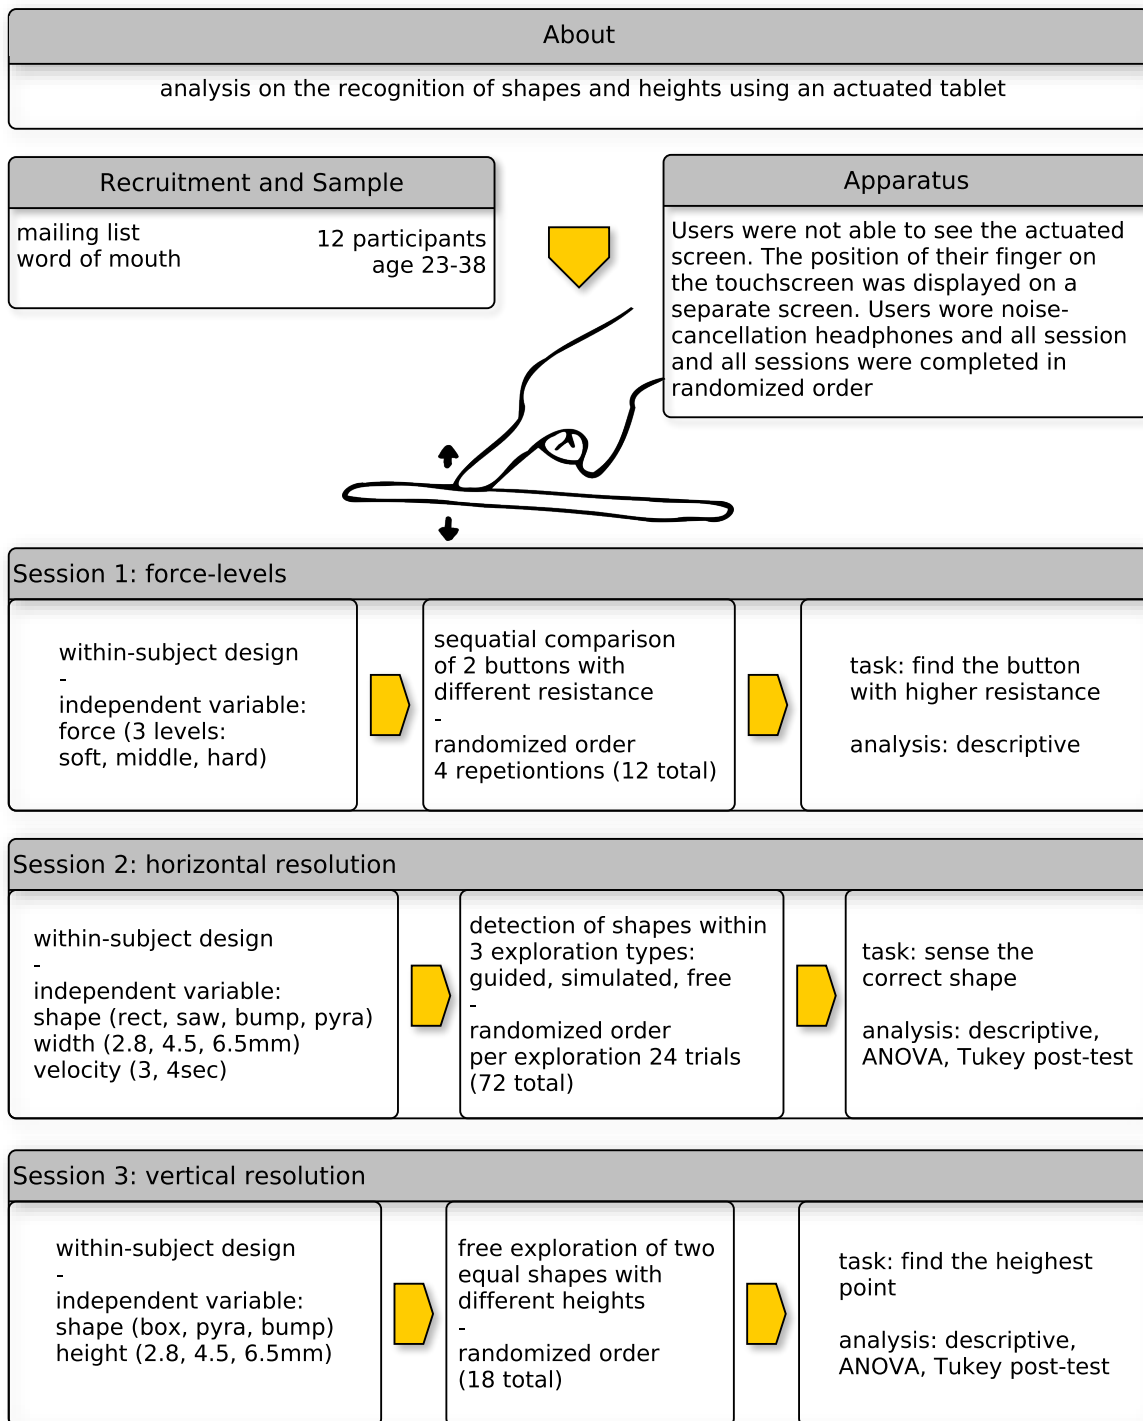 About
analysis on the recognition of shapes and heights using an actuated tablet
Recruitment and Sample
mailing list
word of mouth
12 participants
age 23-38
Apparatus
Users were not able to see the actuated
screen. The position of their finger on
the touchscreen was displayed on a
separate screen. Users wore noise-
cancellation headphones and all session
and all sessions were completed in
randomized order
Session 1: force-levels
within-subject design
-
independent variable:
force (3 levels:
soft, middle, hard)
sequatial comparison
of 2 buttons with
different resistance
-
randomized order
4 repetiontions (12 total)
task: find the button
with higher resistance
analysis: descriptive
Session 2: horizontal resolution
within-subject design
-
independent variable:
shape (rect, saw, bump, pyra)
width (2.8, 4.5, 6.5mm)
velocity (3, 4sec)
detection of shapes within
3 exploration types:
guided, simulated, free
-
randomized order
per exploration 24 trials
(72 total)
task: sense the
correct shape
analysis: descriptive,
ANOVA, Tukey post-test
Session 3: vertical resolution
within-subject design
-
independent variable:
shape (box, pyra, bump)
height (2.8, 4.5, 6.5mm)
free exploration of two
equal shapes with
different heights
-
randomized order
(18 total)
task: find the heighest
point
analysis: descriptive,
ANOVA, Tukey post-test